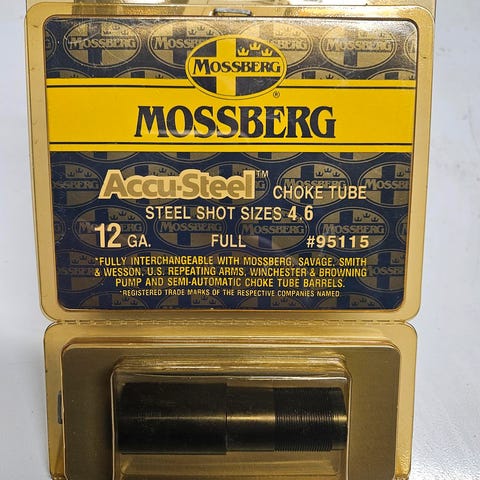 MOSSBERG
®
MOSSBERG
Accu-Steel™ CHOKE TUBE
STEEL SHOT SIZES 4.6
12 GA. FULL #95115
*FULLY INTERCHANGEABLE WITH MOSSBERG, SAVAGE, SMITH
& WESSON, U.S. REPEATING ARMS, WINCHESTER & BROWNING
PUMP AND SEMI-AUTOMATIC CHOKE TUBE BARRELS.
*REGISTERED TRADE MARKS OF THE RESPECTIVE COMPANIES NAMED.